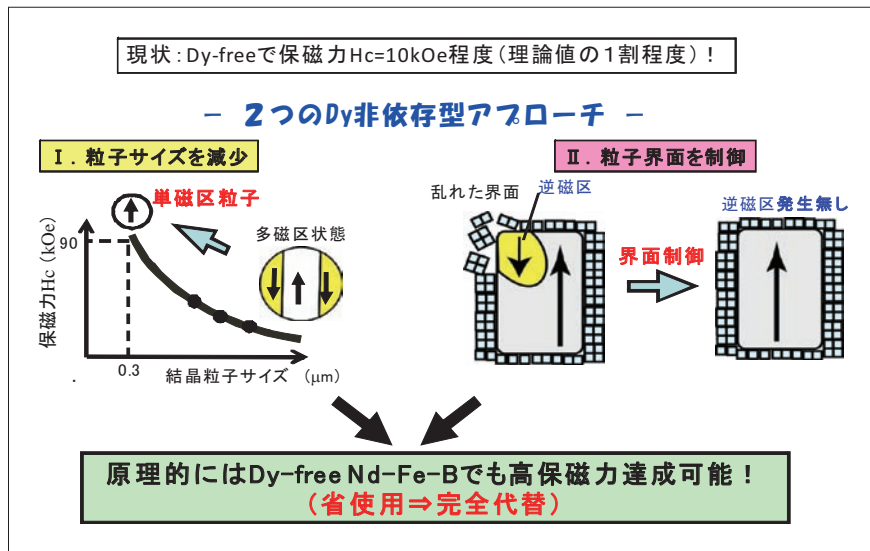 現状：Dy-freeで保磁力Hc=10kOe程度（理論値の１割程度）！
－ ２つのDy非依存型アプローチ －
Ⅰ．粒子サイズを減少
Ⅱ．粒子界面を制御
単磁区粒子
多磁区状態
保磁力Hc（kOe）
90
0.3
結晶粒子サイズ （μm）
.
乱れた界面
逆磁区
界面制御
逆磁区発生無し
原理的にはDy-free Nd-Fe-Bでも高保磁力達成可能！
（省使用⇒完全代替）